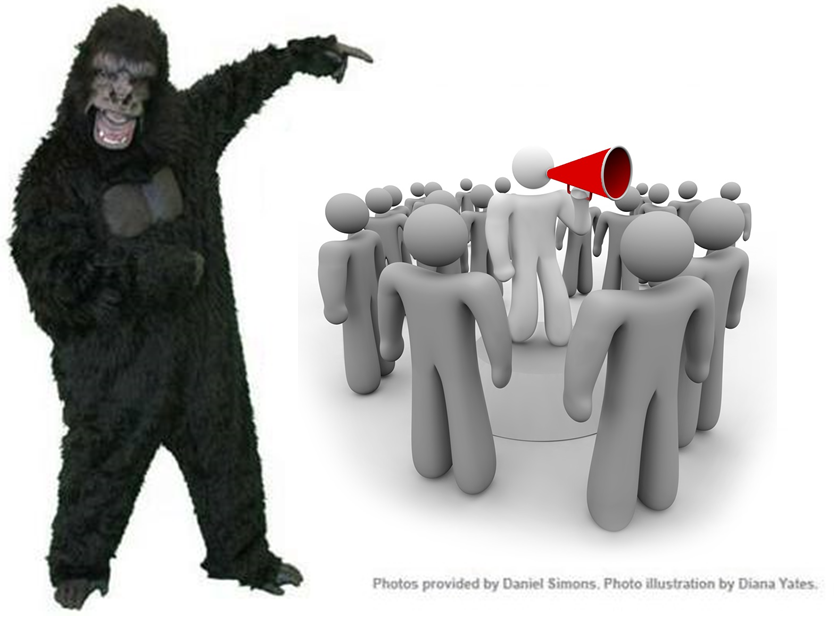 Photos provided by Daniel Simons. Photo illustration by Diana Yates.